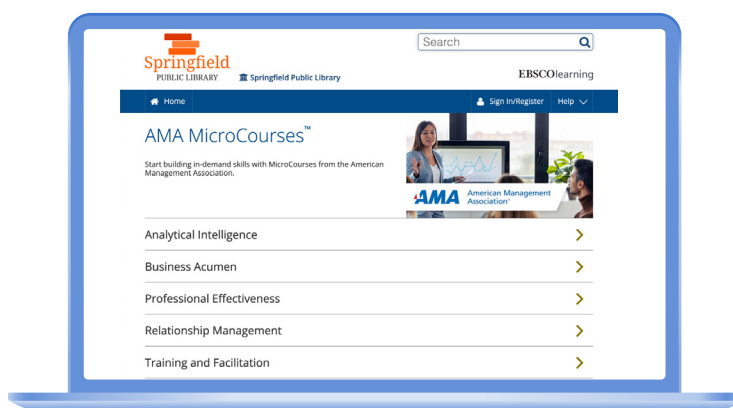 Springfield
PUBLIC LIBRARY
Springfield Public Library
Search
EBSCOlearning
Home
Sign In/Register
Help
AMA MicroCourses™
Start building in-demand skills with MicroCourses from the American
Management Association.
AMA
American Management
Association®
Analytical Intelligence
Business Acumen
Professional Effectiveness
Relationship Management
Training and Facilitation